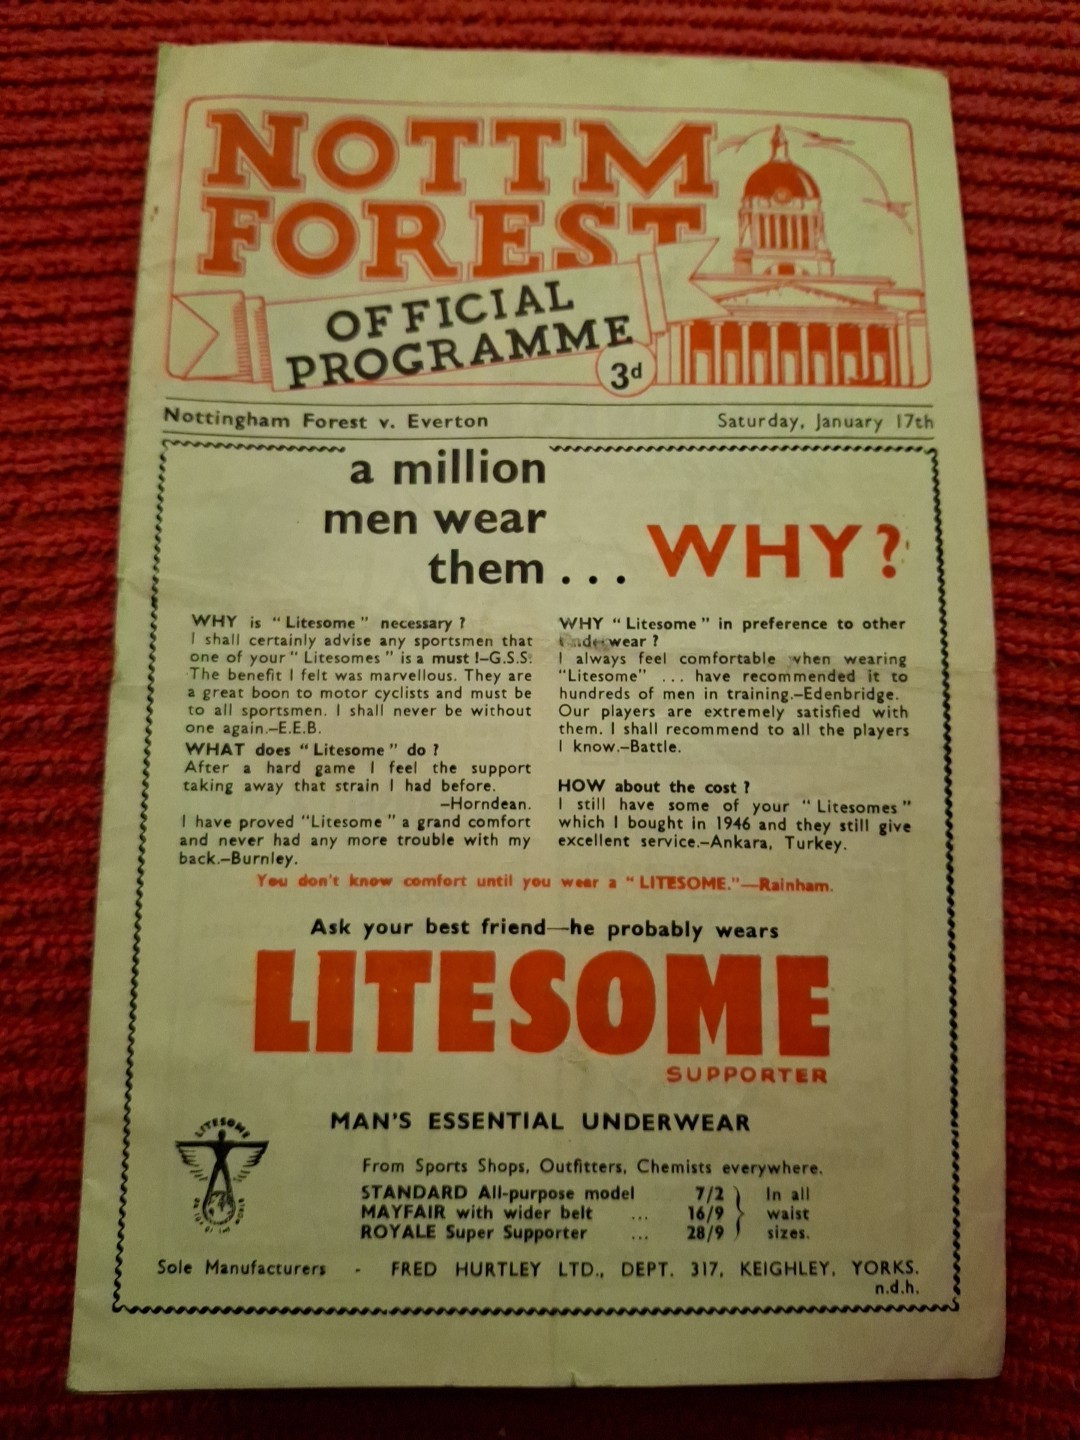 NOTTM
FOREST
OFFICIAL
PROGRAMME
3d
Nottingham Forest v. Everton
Saturday, January 17th
a million
men wear
them . . . WHY?
WHY is "Litesome" necessary ?
I shall certainly advise any sportsmen that
one of your "Litesomes" is a must !–G.S.S.
The benefit I felt was marvellous. They are
a great boon to motor cyclists and must be
to all sportsmen. I shall never be without
one again.–E.E.B.
WHAT does "Litesome" do ?
After a hard game I feel the support
taking away that strain I had before.
–Horndean.
I have proved "Litesome" a grand comfort
and never had any more trouble with my
back.–Burnley.
WHY "Litesome" in preference to other
underwear ?
I always feel comfortable when wearing
"Litesome" ... have recommended it to
hundreds of men in training.–Edenbridge.
Our players are extremely satisfied with
them. I shall recommend to all the players
I know.–Battle.
HOW about the cost ?
I still have some of your "Litesomes"
which I bought in 1946 and they still give
excellent service.–Ankara, Turkey.
You don't know comfort until you wear a "LITESOME."—Rainham.
Ask your best friend—he probably wears
LITESOME
SUPPORTER
MAN'S ESSENTIAL UNDERWEAR
LITESOME
From Sports Shops, Outfitters, Chemists everywhere.
STANDARD All-purpose model 7/2 } In all
MAYFAIR with wider belt ... 16/9 } waist
ROYALE Super Supporter ... 28/9 } sizes.
Sole Manufacturers - FRED HURTLEY LTD., DEPT. 317, KEIGHLEY, YORKS.
n.d.h.